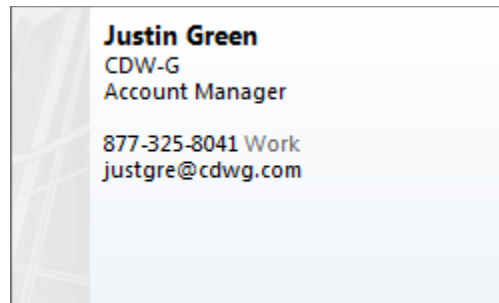 Justin Green
CDW-G
Account Manager
877-325-8041 Work
justgre@cdwg.com